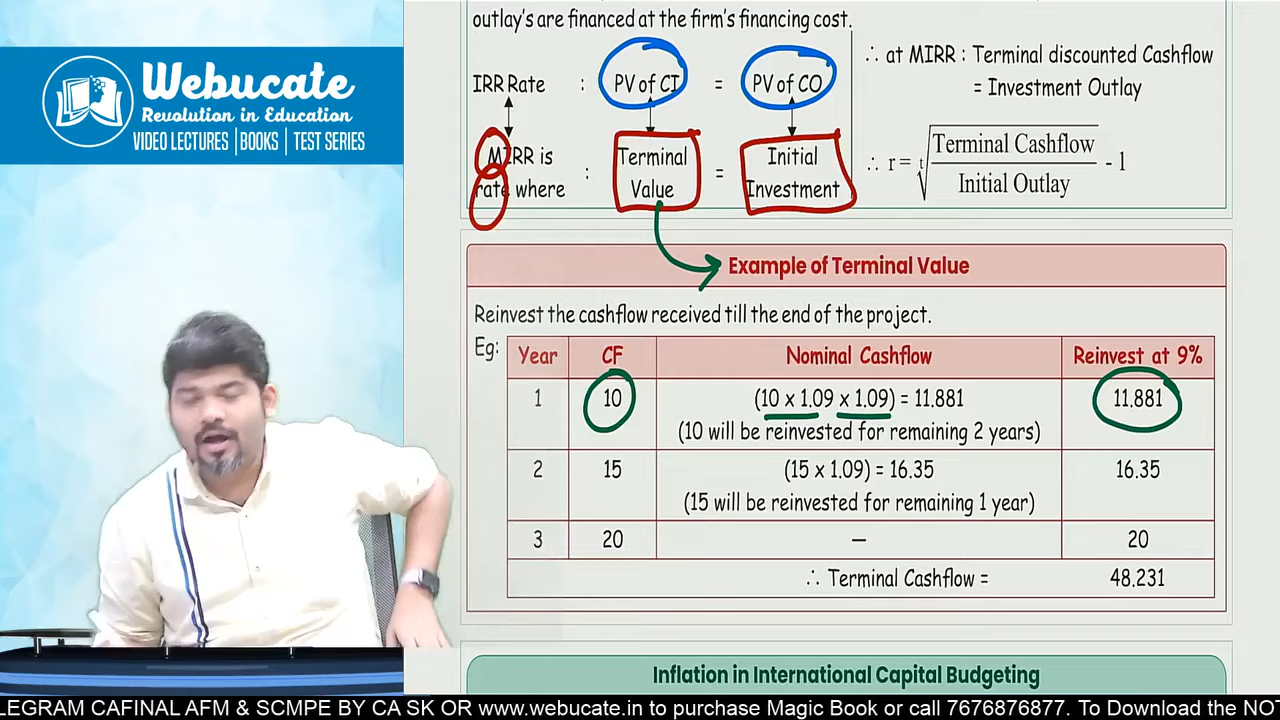 outlay's are financed at the firm's financing cost.
IRR Rate : PV of CI = PV of CO
MIRR is rate where : Terminal Value = Initial Investment
∴ at MIRR : Terminal discounted Cashflow
= Investment Outlay
∴ r = t√(Terminal Cashflow / Initial Outlay) - 1
Webucate
Revolution in Education
VIDEO LECTURES | BOOKS | TEST SERIES
Example of Terminal Value
Reinvest the cashflow received till the end of the project.
Eg:
Year CF Nominal Cashflow Reinvest at 9%
1 10 (10 x 1.09 x 1.09) = 11.881 11.881
(10 will be reinvested for remaining 2 years)
2 15 (15 x 1.09) = 16.35 16.35
(15 will be reinvested for remaining 1 year)
3 20 — 20
∴ Terminal Cashflow = 48.231
Inflation in International Capital Budgeting
LEGRAM CAFINAL AFM & SCMPE BY CA SK OR www.webucate.in to purchase Magic Book or call 7676876877. To Download the NO